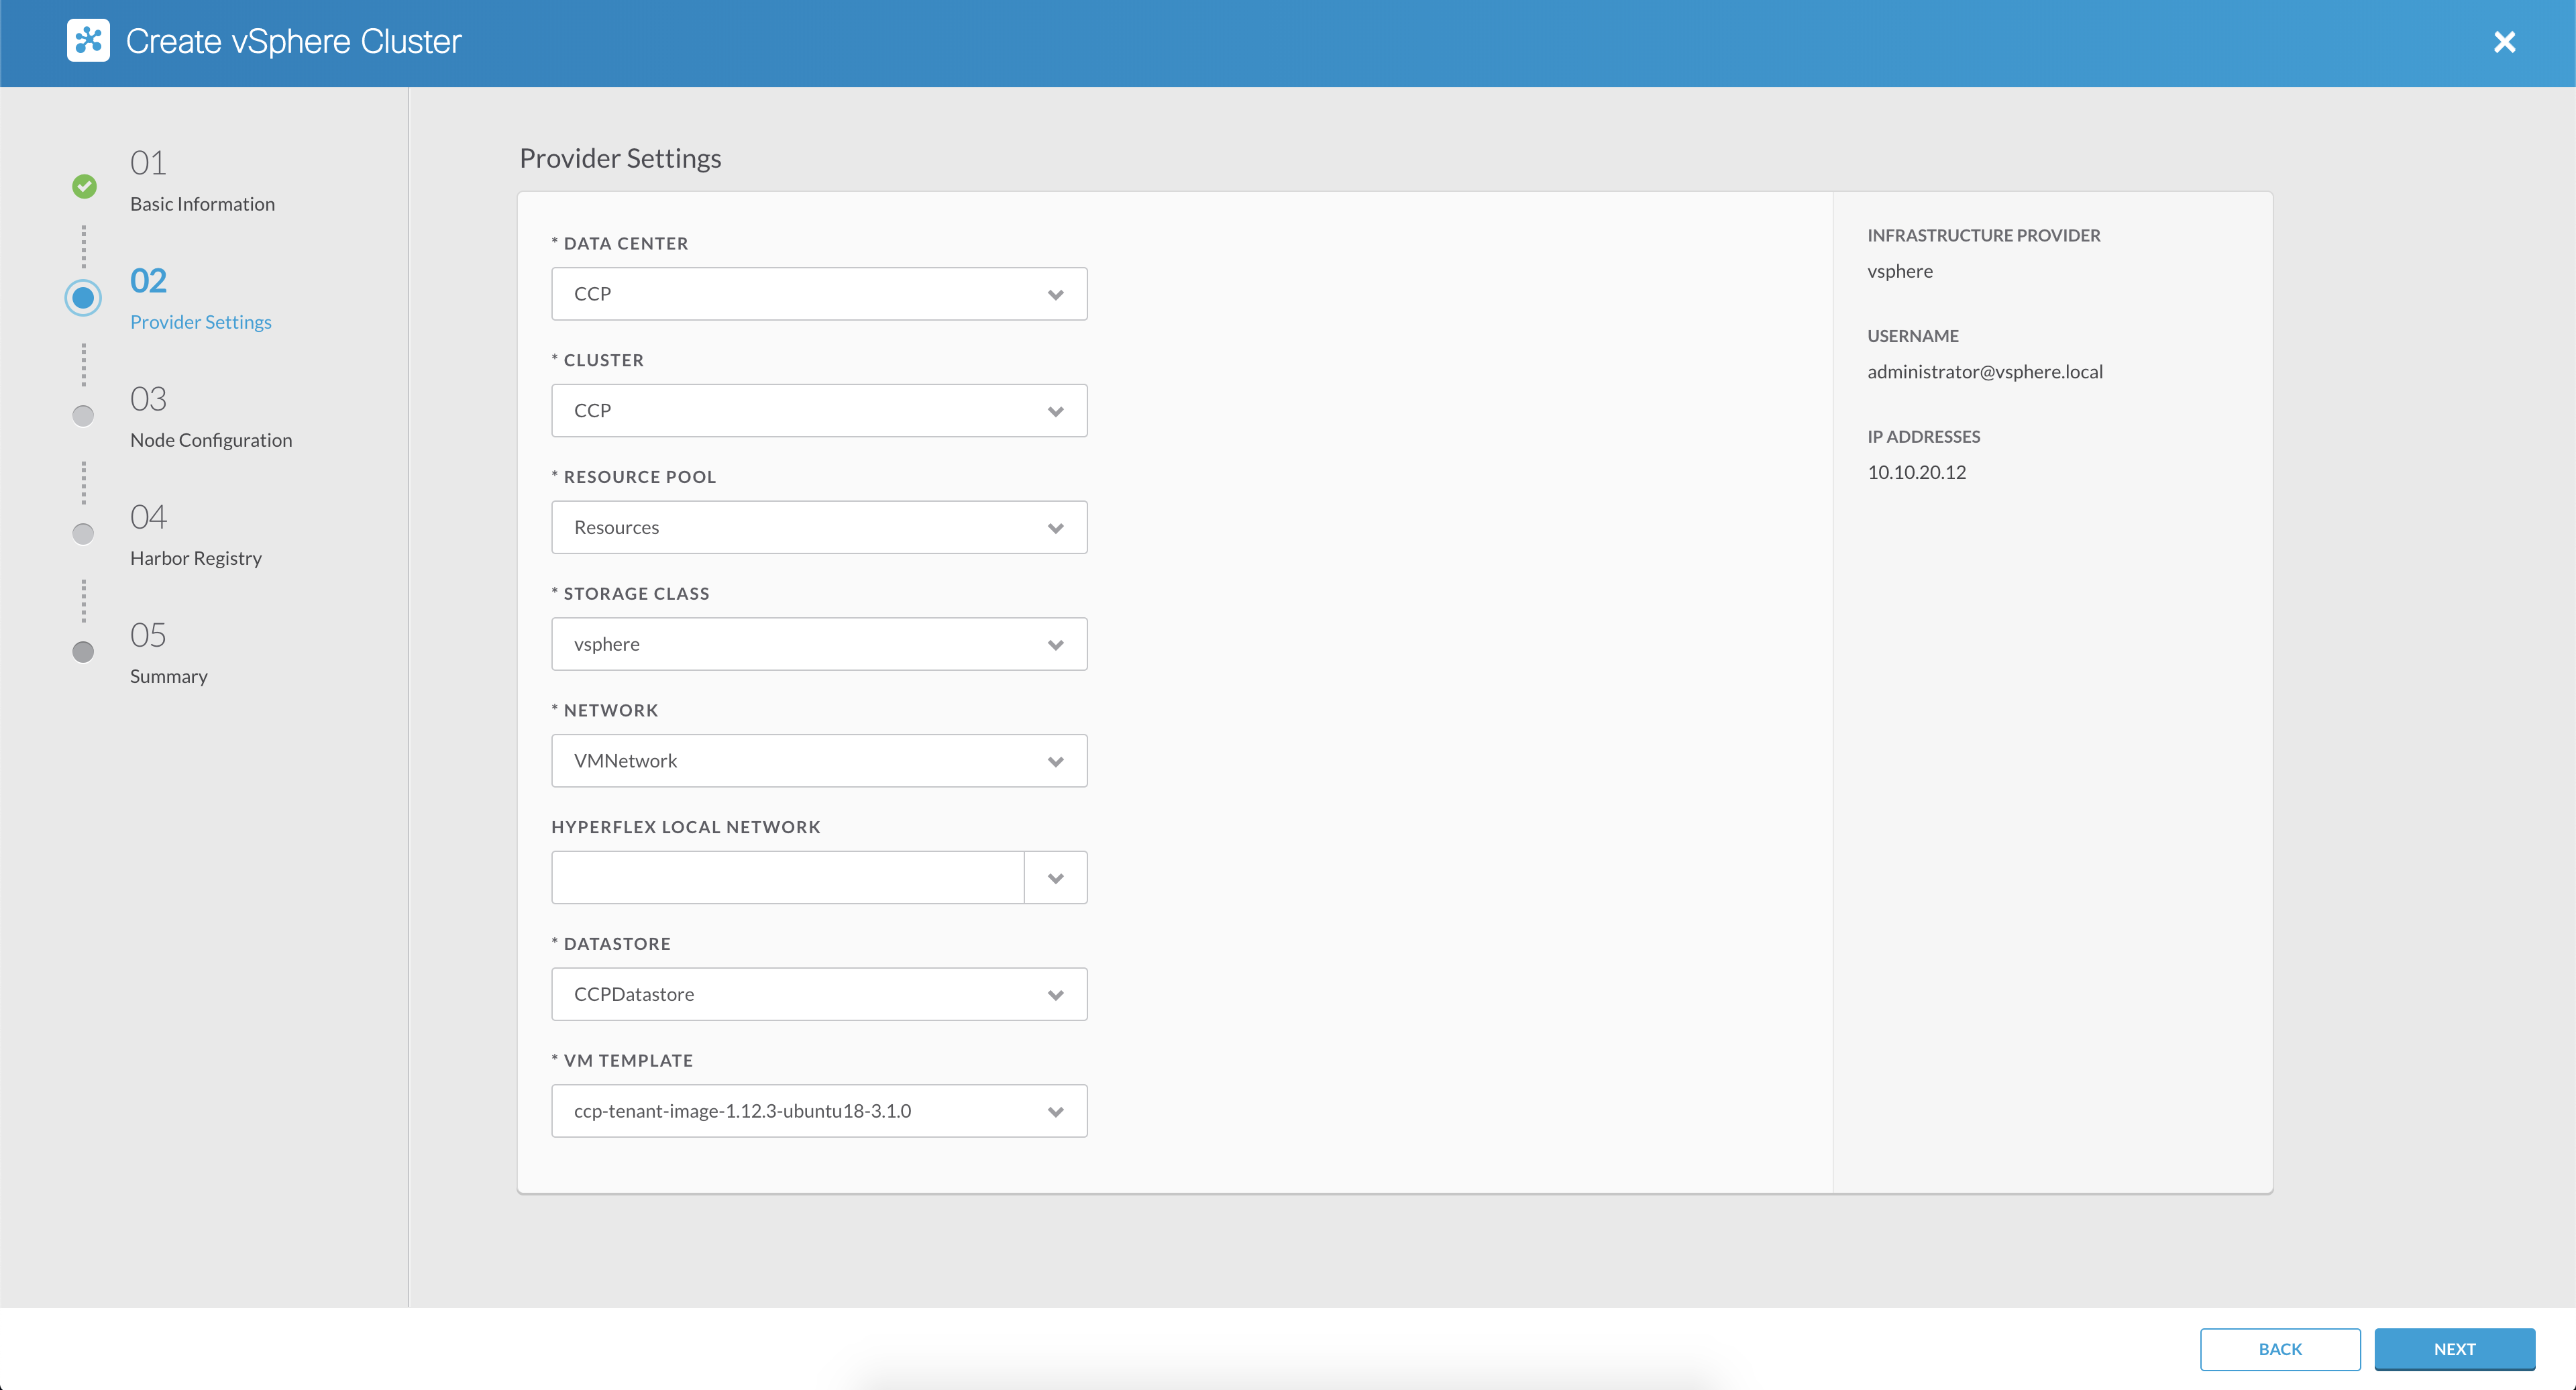 Create vSphere Cluster
01
Basic Information
02
Provider Settings
03
Node Configuration
04
Harbor Registry
05
Summary
Provider Settings
* DATA CENTER
CCP
* CLUSTER
CCP
* RESOURCE POOL
Resources
* STORAGE CLASS
vsphere
* NETWORK
VMNetwork
HYPERFLEX LOCAL NETWORK
* DATASTORE
CCPDatastore
* VM TEMPLATE
ccp-tenant-image-1.12.3-ubuntu18-3.1.0
INFRASTRUCTURE PROVIDER
vsphere
USERNAME
administrator@vsphere.local
IP ADDRESSES
10.10.20.12
BACK
NEXT